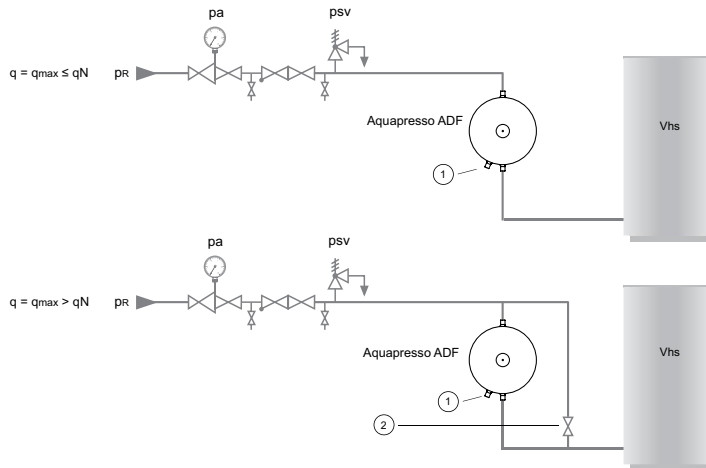 pa
psv
q = qmax ≤ qN
pR
Aquapresso ADF
Vhs
1
pa
psv
q = qmax > qN
pR
Aquapresso ADF
Vhs
1
2